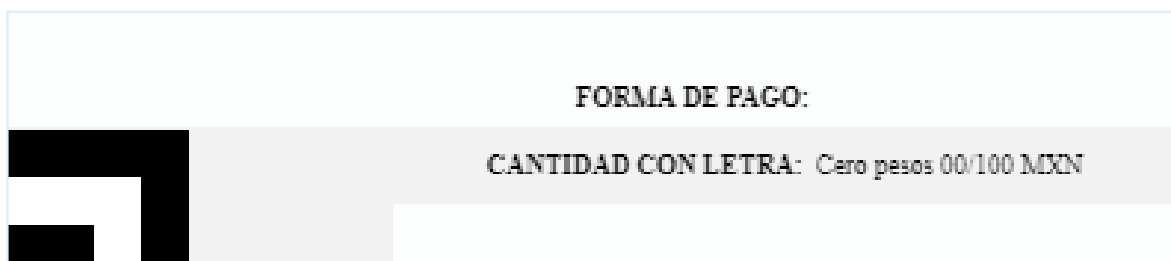 FORMA DE PAGO:
CANTIDAD CON LETRA: Cero pesos 00/100 MXN